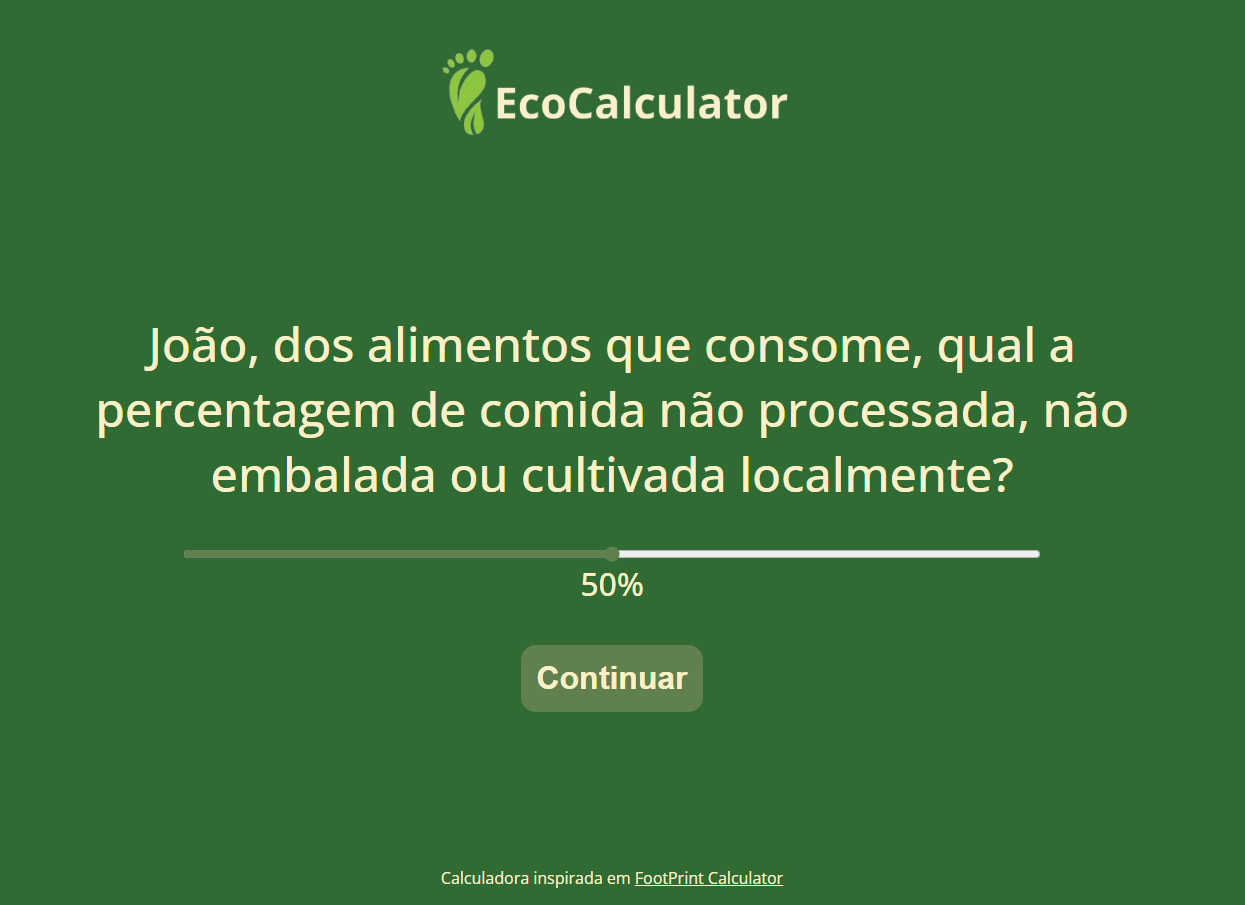 EcoCalculator
João, dos alimentos que consome, qual a
percentagem de comida não processada, não
embalada ou cultivada localmente?
50%
Continuar
Calculadora inspirada em FootPrint Calculator